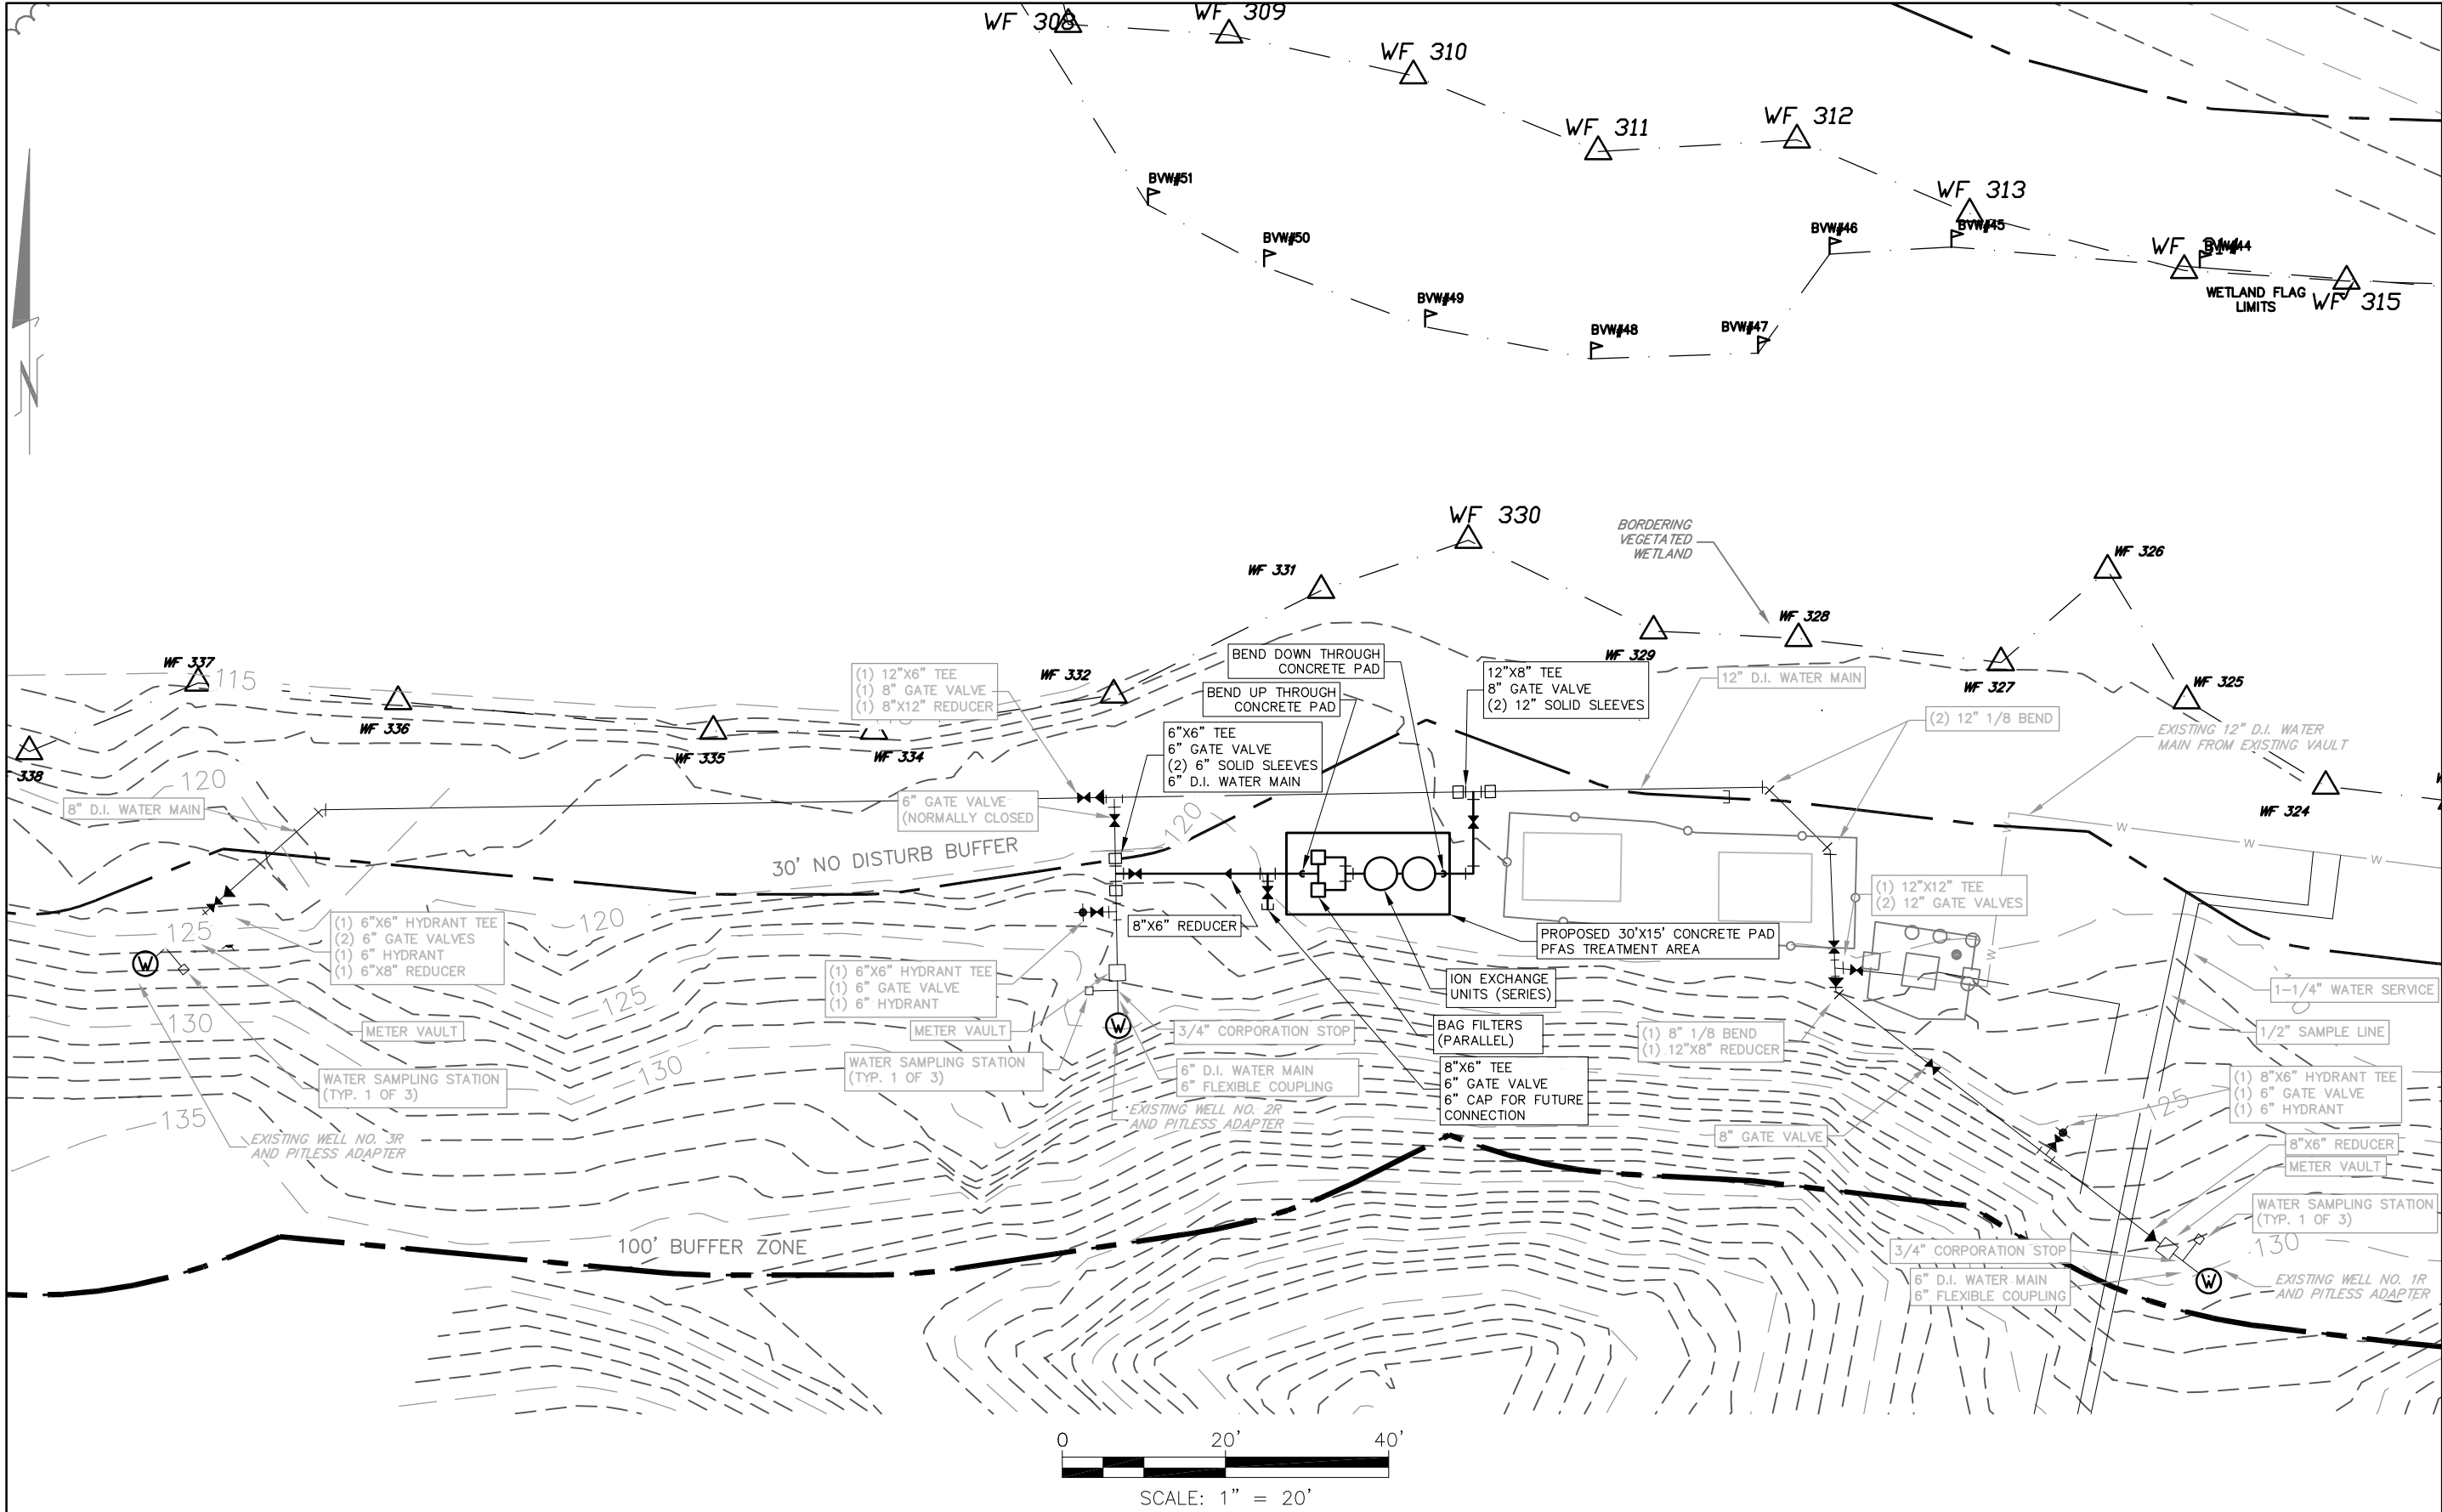 WF 308
WF 309
WF 310
WF 311
WF 312
WF 313
BVW#51
BVW#50
BVW#49
BVW#48
BVW#47
BVW#46
BVW#45
BVW#44
WETLAND FLAG
LIMITS
WF 315
N
WF 330
BORDERING
VEGETATED
WETLAND
WF 331
WF 326
WF 328
WF 329
WF 327
WF 325
WF 324
WF 337
115
WF 336
WF 335
WF 334
WF 332
338
(1) 12"X6" TEE
(1) 8" GATE VALVE
(1) 8"X12" REDUCER
BEND DOWN THROUGH
CONCRETE PAD
BEND UP THROUGH
CONCRETE PAD
12"X8" TEE
8" GATE VALVE
(2) 12" SOLID SLEEVES
12" D.I. WATER MAIN
(2) 12" 1/8 BEND
EXISTING 12" D.I. WATER
MAIN FROM EXISTING VAULT
6"X6" TEE
6" GATE VALVE
(2) 6" SOLID SLEEVES
6" D.I. WATER MAIN
120
8" D.I. WATER MAIN
6" GATE VALVE
(NORMALLY CLOSED
120
30' NO DISTURB BUFFER
W
W
W
W
W
(1) 12"X12" TEE
(2) 12" GATE VALVES
(1) 6"X6" HYDRANT TEE
(2) 6" GATE VALVES
(1) 6" HYDRANT
(1) 6"X8" REDUCER
120
125
8"X6" REDUCER
PROPOSED 30'X15' CONCRETE PAD
PFAS TREATMENT AREA
W
(1) 6"X6" HYDRANT TEE
(1) 6" GATE VALVE
(1) 6" HYDRANT
125
ION EXCHANGE
UNITS (SERIES)
1-1/4" WATER SERVICE
130
METER VAULT
METER VAULT
W
3/4" CORPORATION STOP
BAG FILTERS
(PARALLEL)
(1) 8" 1/8 BEND
(1) 12"X8" REDUCER
1/2" SAMPLE LINE
WATER SAMPLING STATION
(TYP. 1 OF 3)
WATER SAMPLING STATION
(TYP. 1 OF 3)
130
6" D.I. WATER MAIN
6" FLEXIBLE COUPLING
8"X6" TEE
6" GATE VALVE
6" CAP FOR FUTURE
CONNECTION
(1) 8"X6" HYDRANT TEE
(1) 6" GATE VALVE
(1) 6" HYDRANT
125
135
EXISTING WELL NO. 3R
AND PITLESS ADAPTER
EXISTING WELL NO. 2R
AND PITLESS ADAPTER
8" GATE VALVE
8"X6" REDUCER
METER VAULT
WATER SAMPLING STATION
(TYP. 1 OF 3)
100' BUFFER ZONE
3/4" CORPORATION STOP
130
6" D.I. WATER MAIN
6" FLEXIBLE COUPLING
W
EXISTING WELL NO. 1R
AND PITLESS ADAPTER
0 20' 40'
SCALE: 1" = 20'